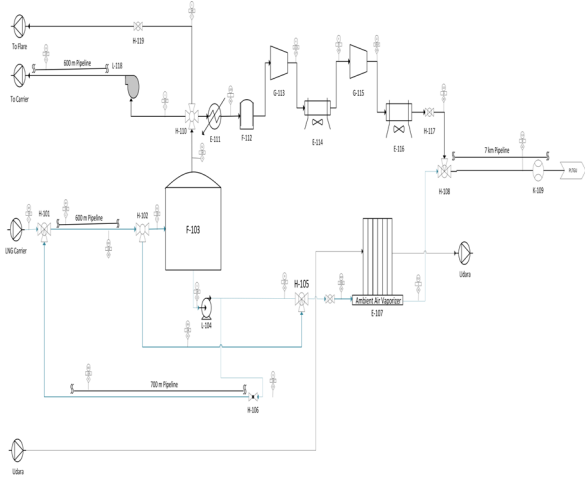 To Flare
H-119
600 m Pipeline
L-118
To Carrier
H-110
E-111
F-112
G-113
E-114
G-115
E-116
H-117
7 km Pipeline
H-108
K-109
LNG Carrier
H-101
600 m Pipeline
H-102
F-103
L-104
H-105
Ambient Air Vaporizer
E-107
Udara
700 m Pipeline
H-106
Udara